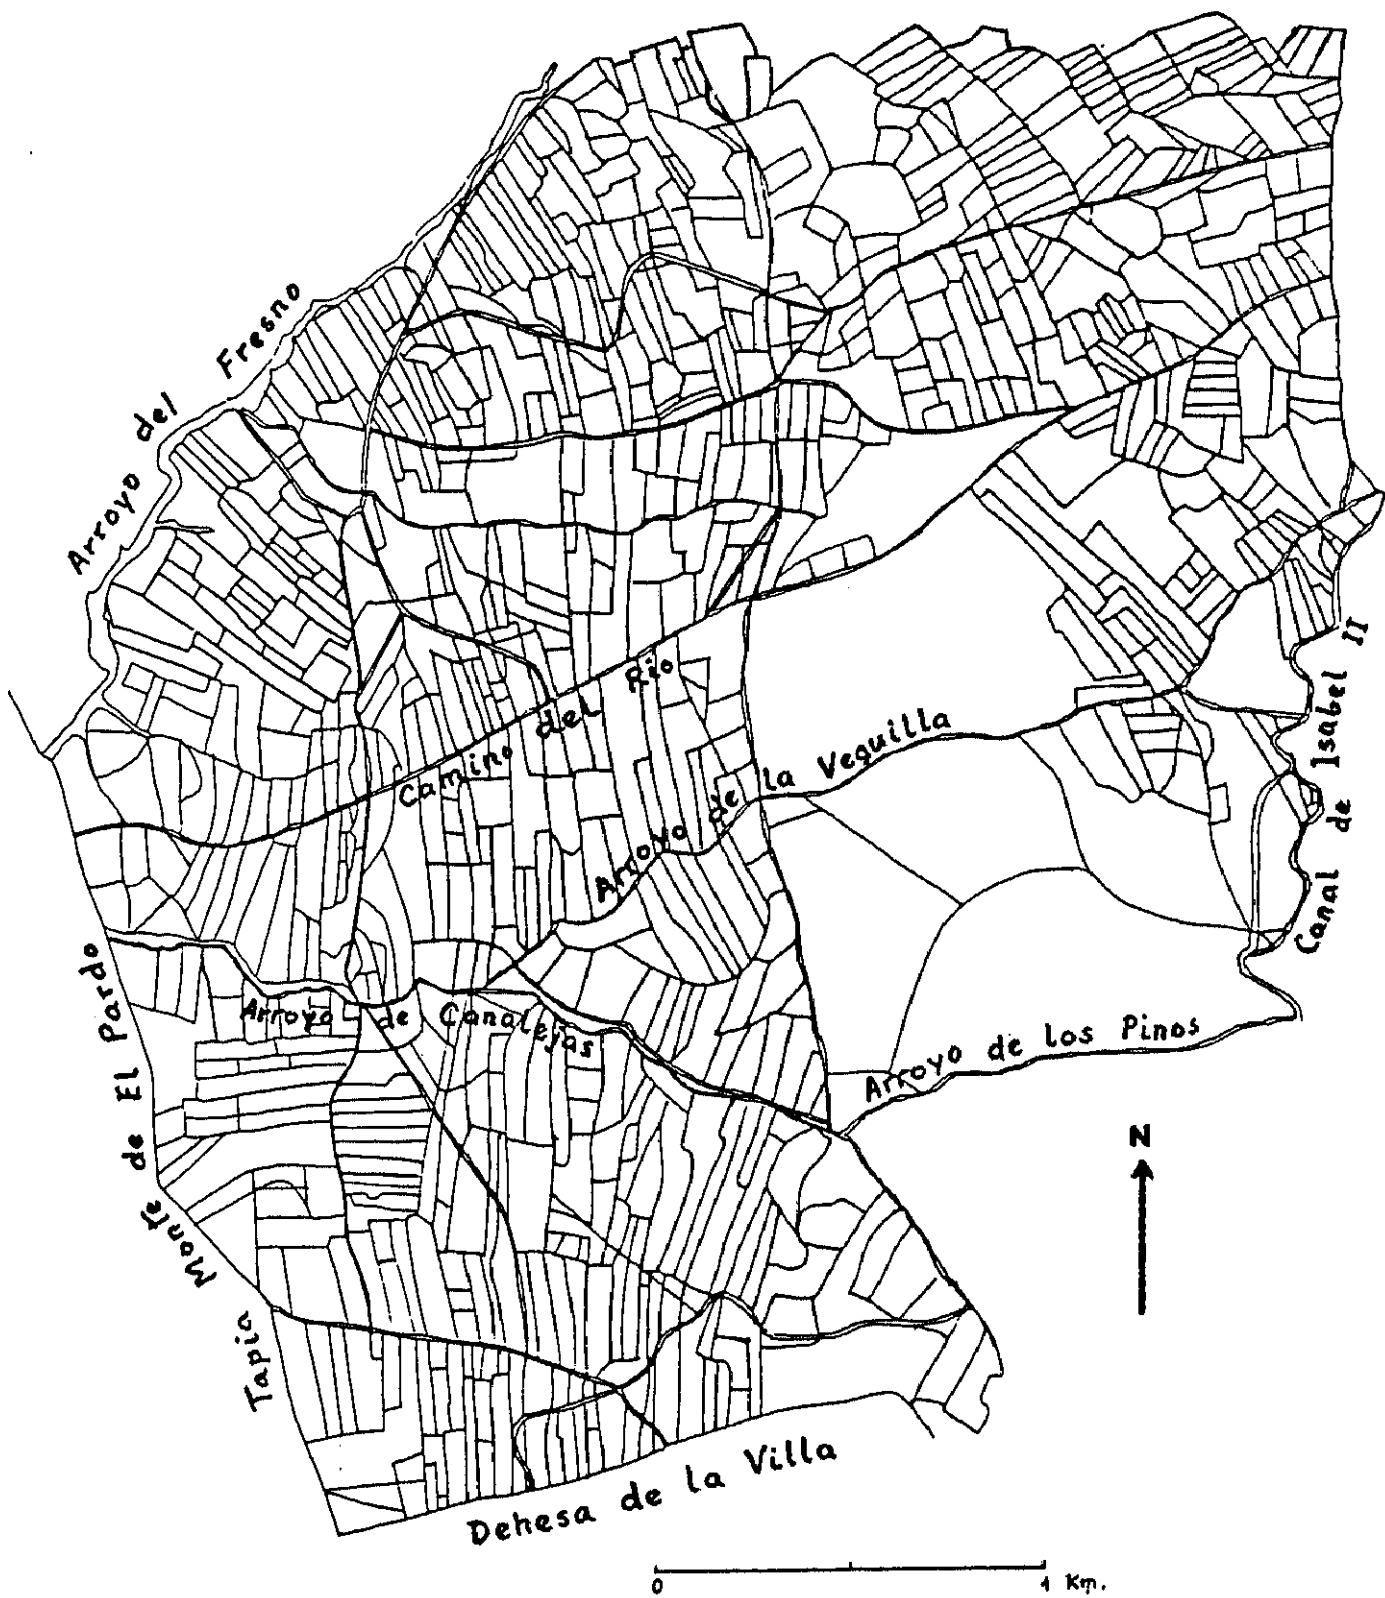 Arroyo del Fresno
Camino del Rio
Arroyo de la Veguilla
Canal de Isabel II
Arroyo de Canalejas
Arroyo de los Pinos
Tapia Monte de El Pardo
N
Dehesa de la Villa
0 1 Km.